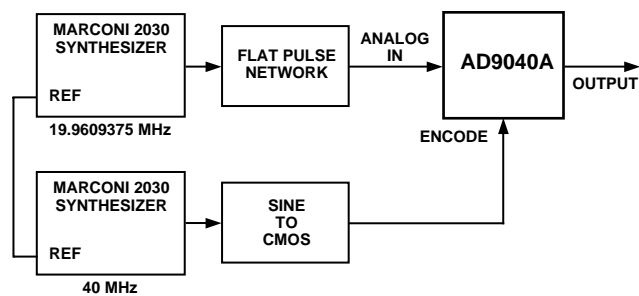 MARCONI 2030
SYNTHESIZER
REF
19.9609375 MHz
FLAT PULSE
NETWORK
ANALOG
IN
AD9040A
OUTPUT
ENCODE
MARCONI 2030
SYNTHESIZER
REF
40 MHz
SINE
TO
CMOS